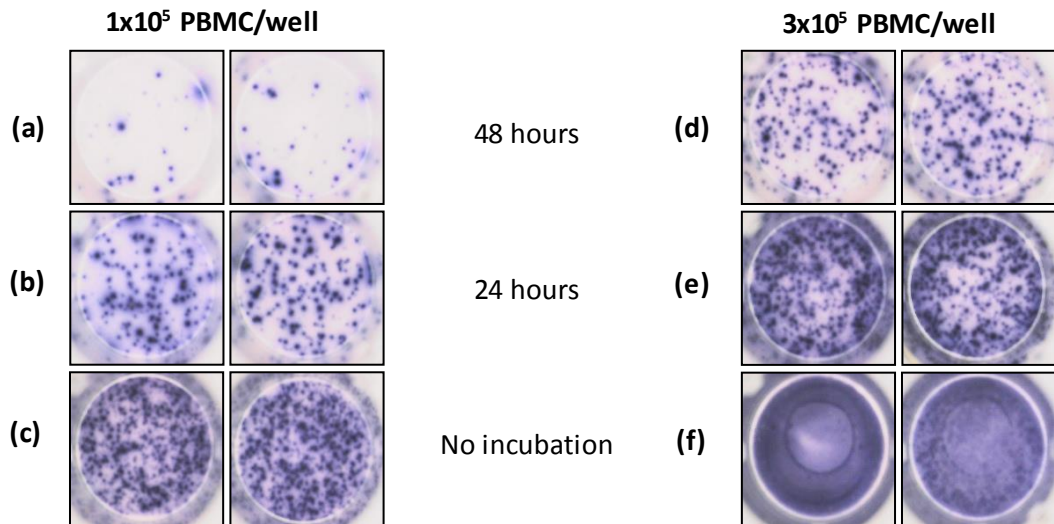 1x10⁵ PBMC/well 3x10⁵ PBMC/well
(a) 48 hours (d)
(b) 24 hours (e)
(c) No incubation (f)